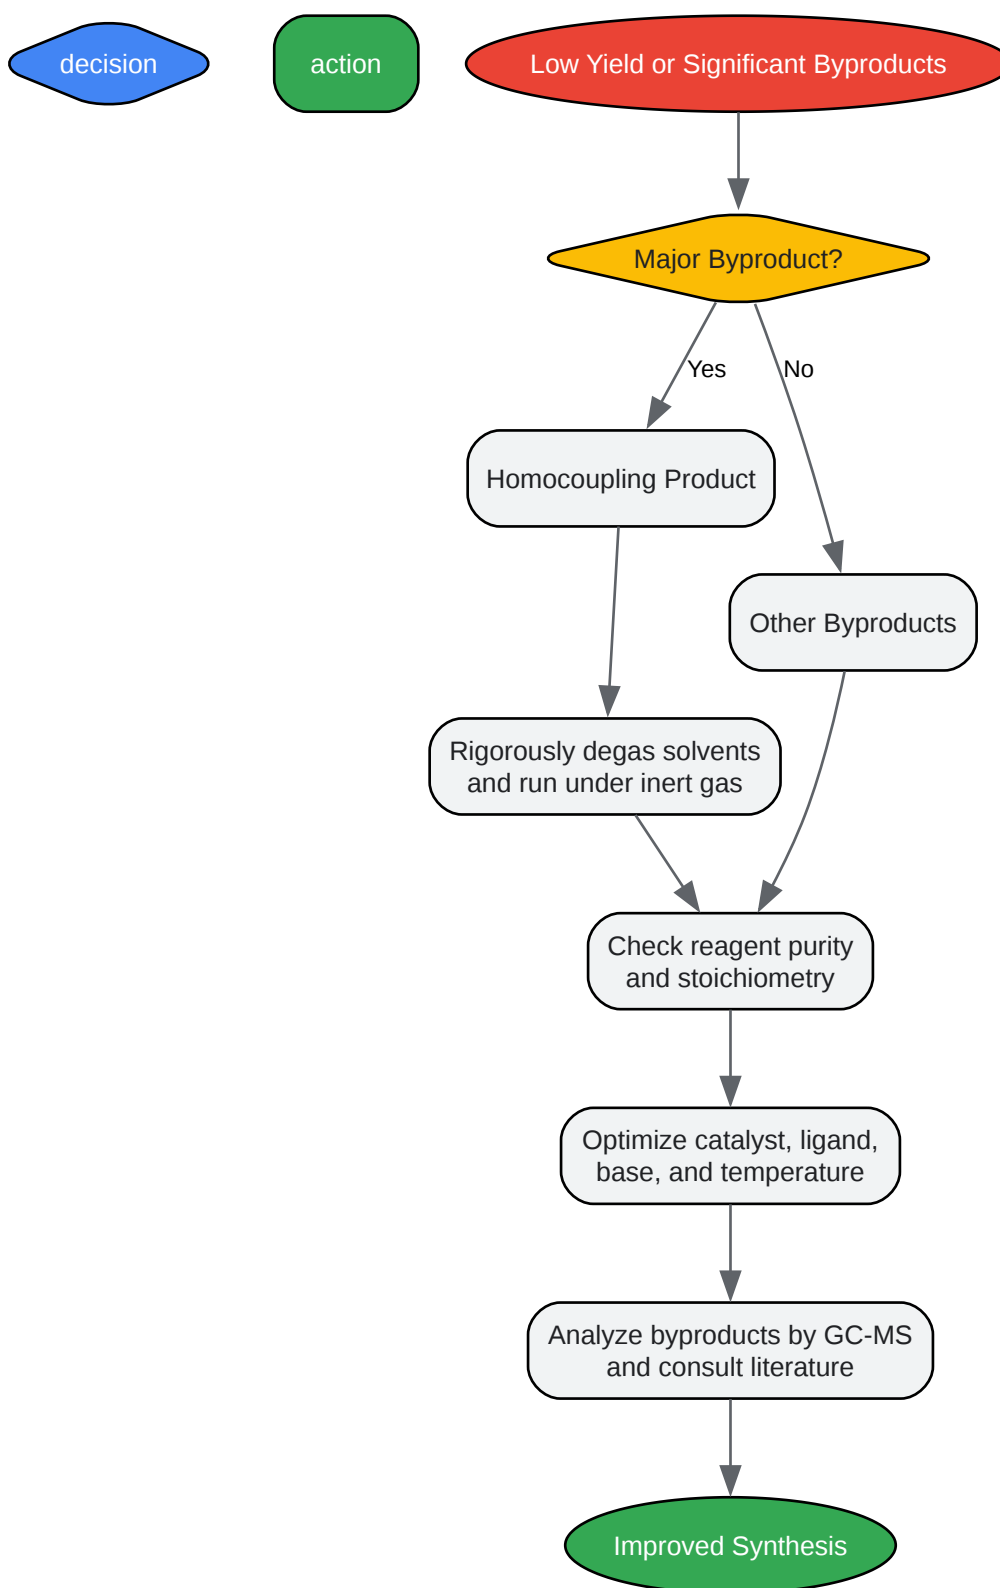 decision
action
Low Yield or Significant Byproducts
Major Byproduct?
Yes
No
Homocoupling Product
Other Byproducts
Rigorously degas solvents
and run under inert gas
Check reagent purity
and stoichiometry
Optimize catalyst, ligand,
base, and temperature
Analyze byproducts by GC-MS
and consult literature
Improved Synthesis